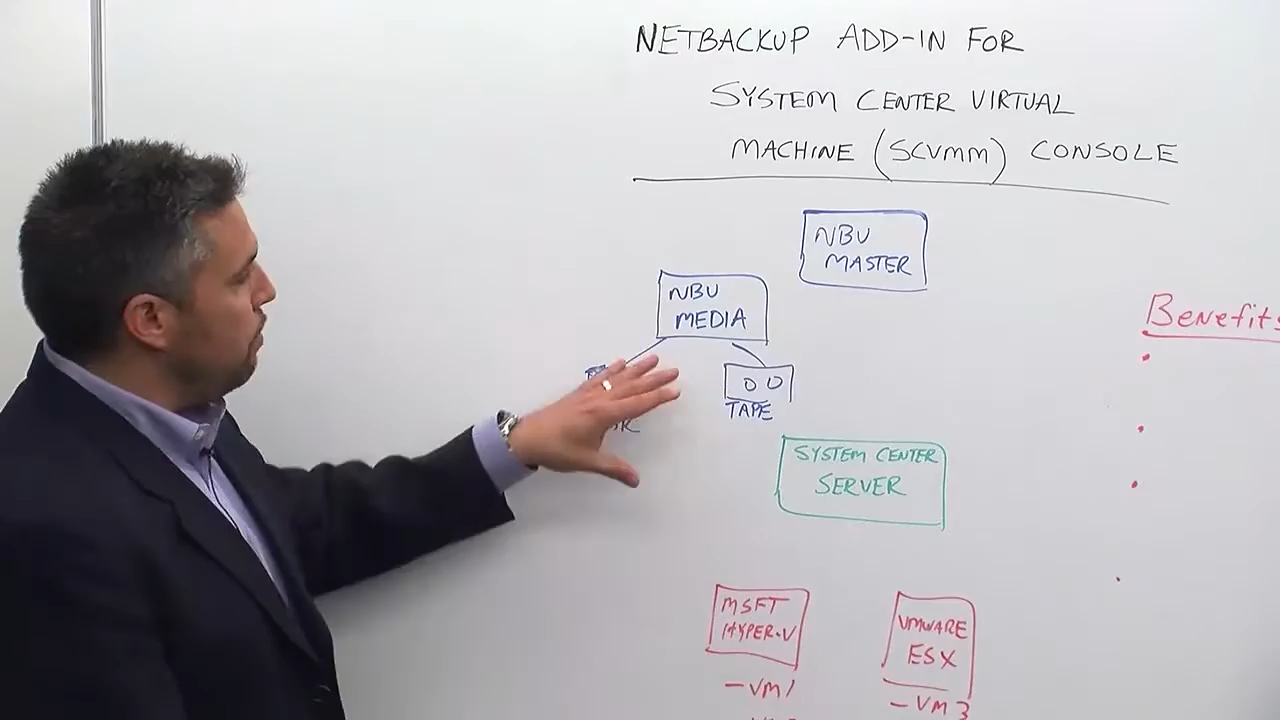 NETBACKUP ADD-IN FOR
SYSTEM CENTER VIRTUAL
MACHINE (SCVMM) CONSOLE
NBU
MASTER
NBU
MEDIA
TAPE
Benefits
SYSTEM CENTER
SERVER
MSFT
HYPER-V
- VM1
VMWARE
ESX
- VM3